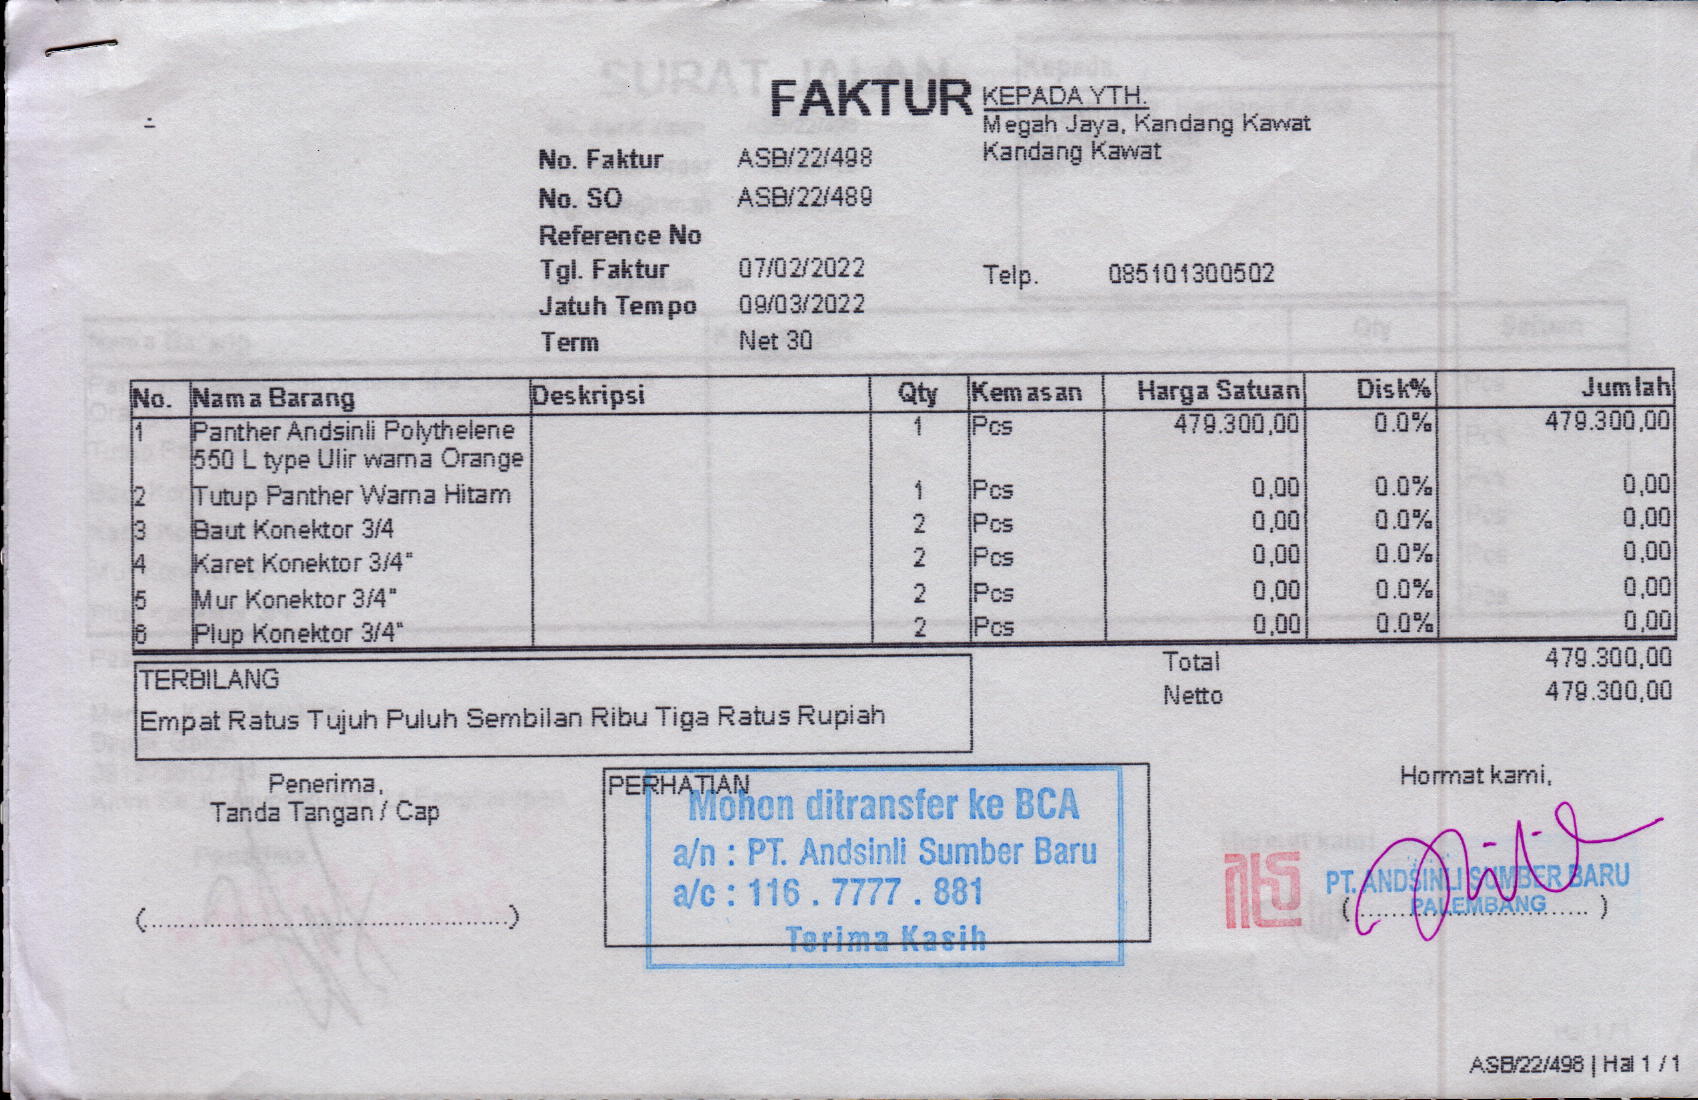 FAKTUR
KEPADA YTH.
Megah Jaya, Kandang Kawat
Kandang Kawat
No. Faktur ASB/22/498
No. SO ASB/22/489
Reference No
Tgl. Faktur 07/02/2022
Telp. 085101300502
Jatuh Tempo 09/03/2022
Term Net 30
No. Nama Barang Deskripsi Qty Kemasan Harga Satuan Disk% Jumlah
1 Panther Andsinli Polythelene 1 Pcs 479.300,00 0.0% 479.300,00
550 L type Ulir warna Orange
2 Tutup Panther Warna Hitam 1 Pcs 0,00 0.0% 0,00
3 Baut Konektor 3/4 2 Pcs 0,00 0.0% 0,00
4 Karet Konektor 3/4" 2 Pcs 0,00 0.0% 0,00
5 Mur Konektor 3/4" 2 Pcs 0,00 0.0% 0,00
6 Plup Konektor 3/4" 2 Pcs 0,00 0.0% 0,00
Total 479.300,00
Netto 479.300,00
TERBILANG
Empat Ratus Tujuh Puluh Sembilan Ribu Tiga Ratus Rupiah
Penerima,
Tanda Tangan / Cap
(..................................................)
PERHATIAN
Mohon ditransfer ke BCA
a/n : PT. Andsinli Sumber Baru
a/c : 116 . 7777 . 881
Terima Kasih
Hormat kami,
PT. ANDSINLI SUMBER BARU
PALEMBANG
(.................................)
ASB/22/498 | Hal 1 / 1